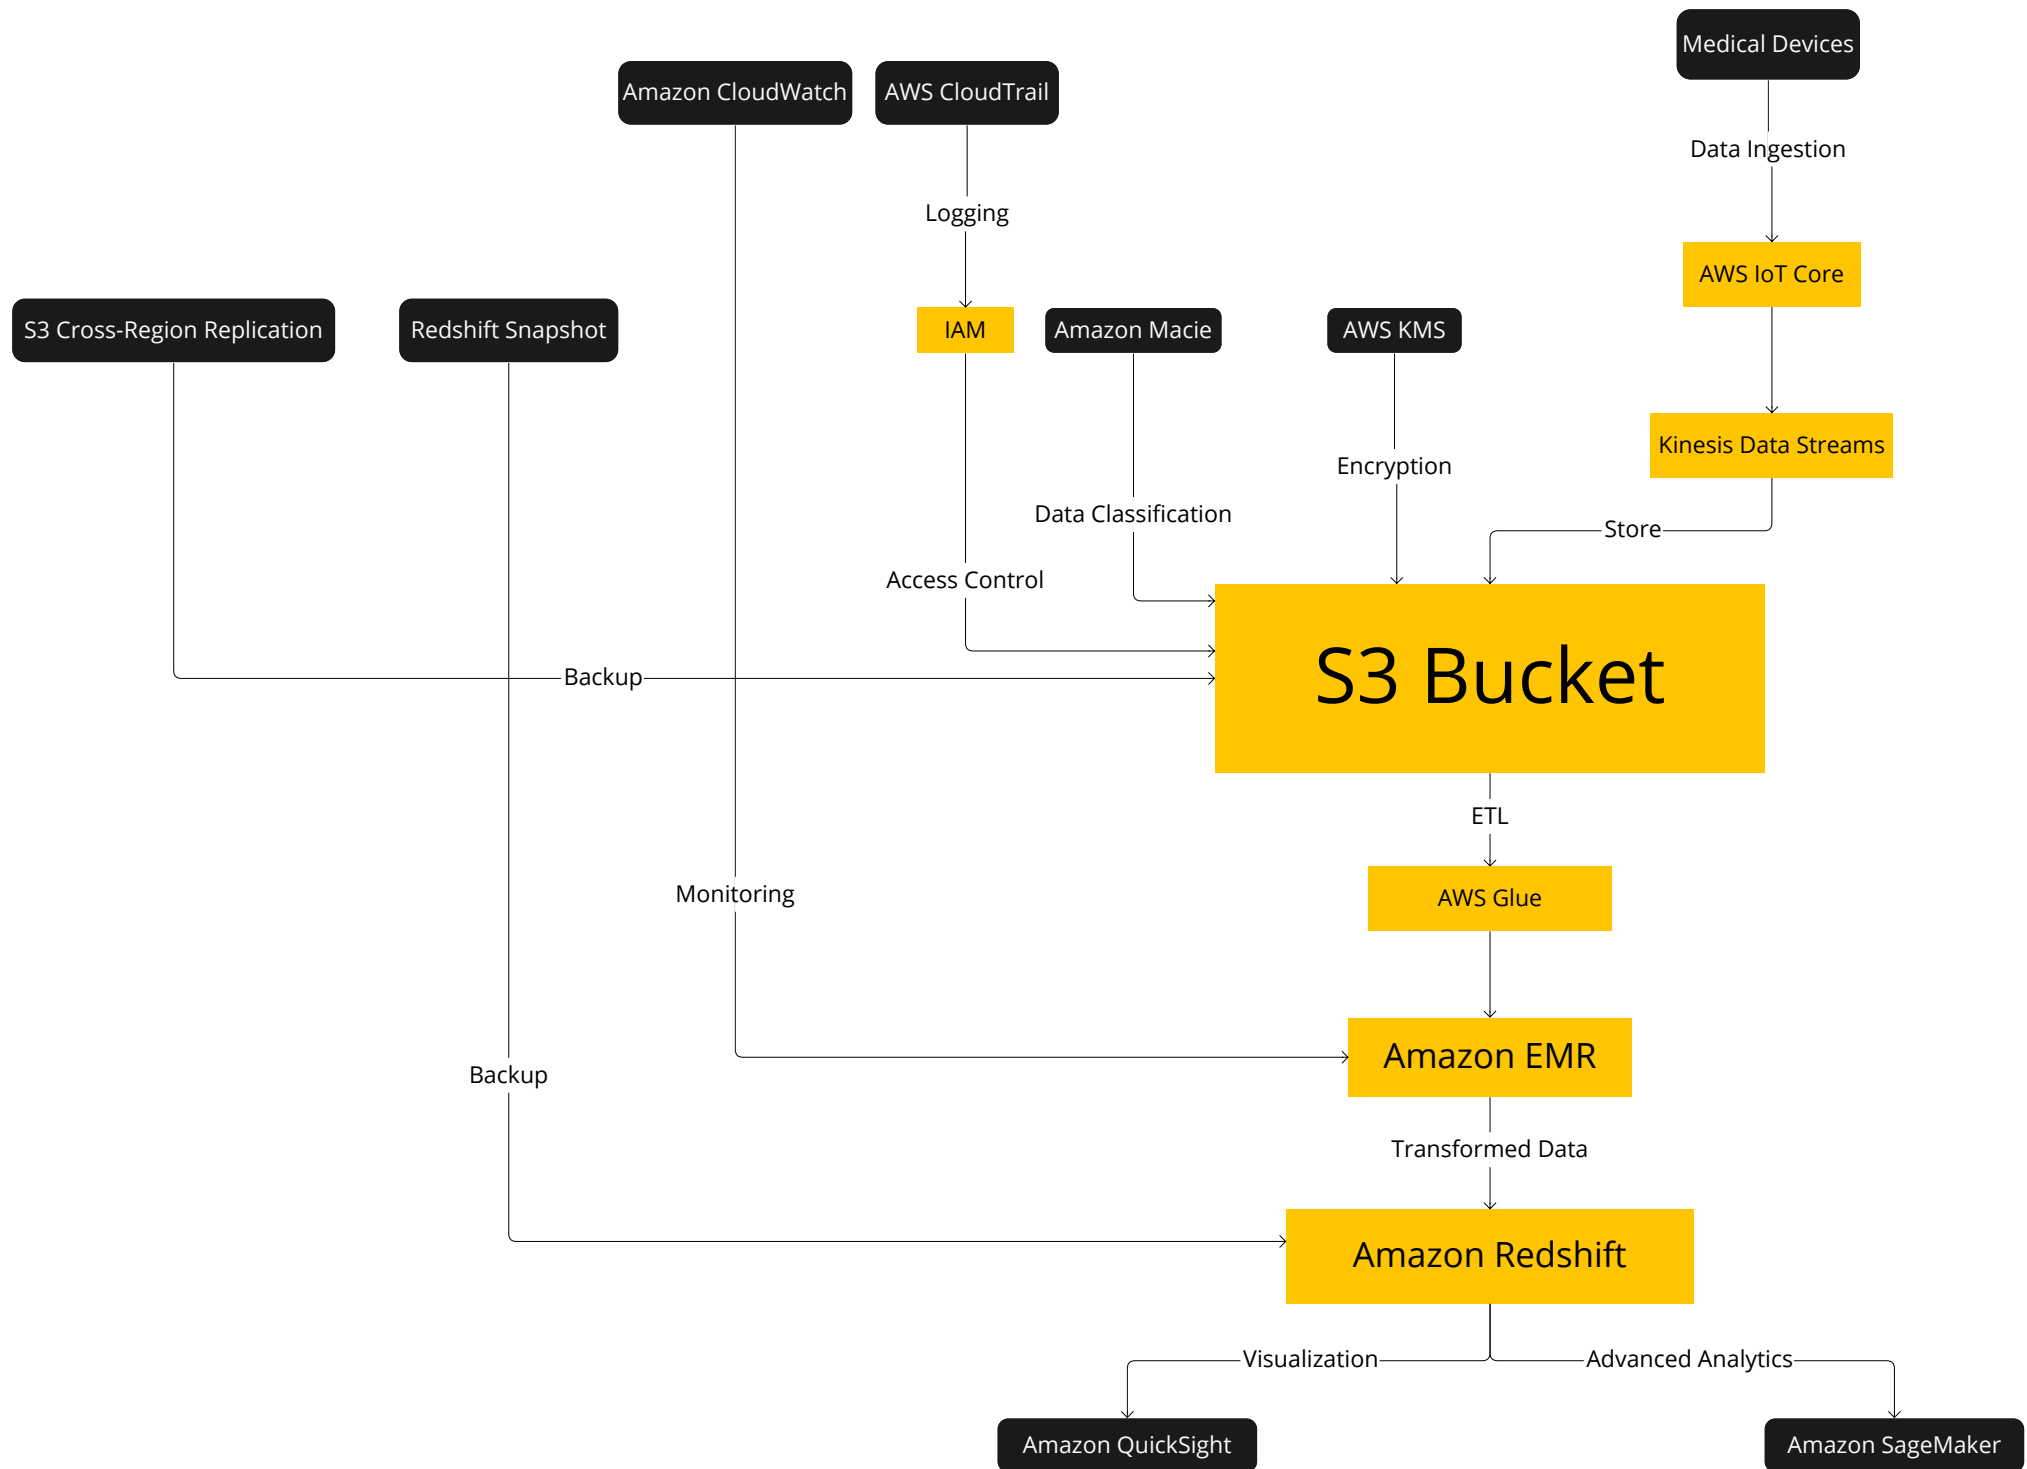 Medical Devices
Amazon CloudWatch
AWS CloudTrail
Data Ingestion
Logging
AWS IoT Core
S3 Cross-Region Replication
Redshift Snapshot
IAM
Amazon Macie
AWS KMS
Kinesis Data Streams
Encryption
Data Classification
Store
Access Control
Backup
S3 Bucket
ETL
Monitoring
AWS Glue
Amazon EMR
Backup
Transformed Data
Amazon Redshift
Visualization
Advanced Analytics
Amazon QuickSight
Amazon SageMaker